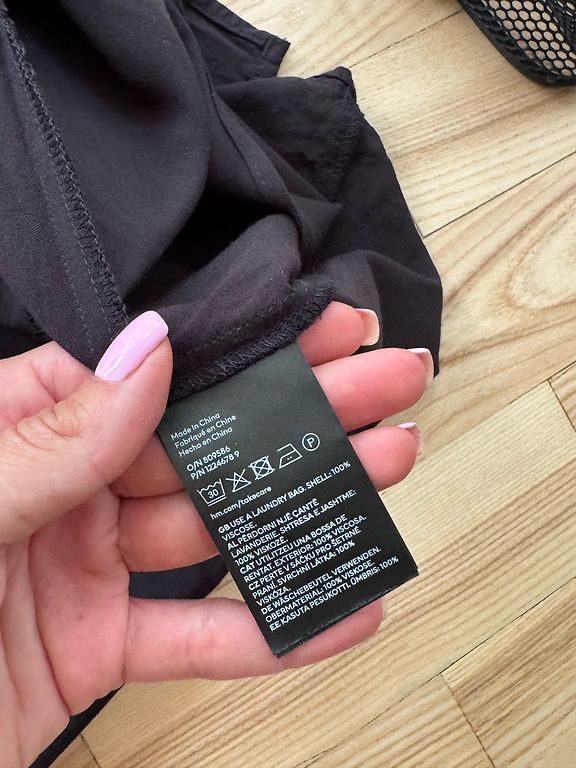 Made in China
Fabriqué en Chine
Hecho en China
O/N 809586
P/N 1224678 9
30
P
hm.com/takecare
GB USE A LAUNDRY BAG. SHELL: 100%
VISCOSE.
AL PËRDORNI NJË ÇANTË
LAVANDERIE. SHTRESA E JASHTME:
100% VISKOZË.
CAT UTILITZEU UNA BOSSA DE
RENTAT. EXTERIOR: 100% VISCOSA.
CZ PERTE V SÁČKU PRO ŠETRNÉ
PRANÍ. SVRCHNÍ LÁTKA: 100%
VISKÓZA.
DE WÄSCHEBEUTEL VERWENDEN.
OBERMATERIAL: 100% VISKOSE.
EE KASUTA PESUKOTTI. ÜMBRIS: 100%